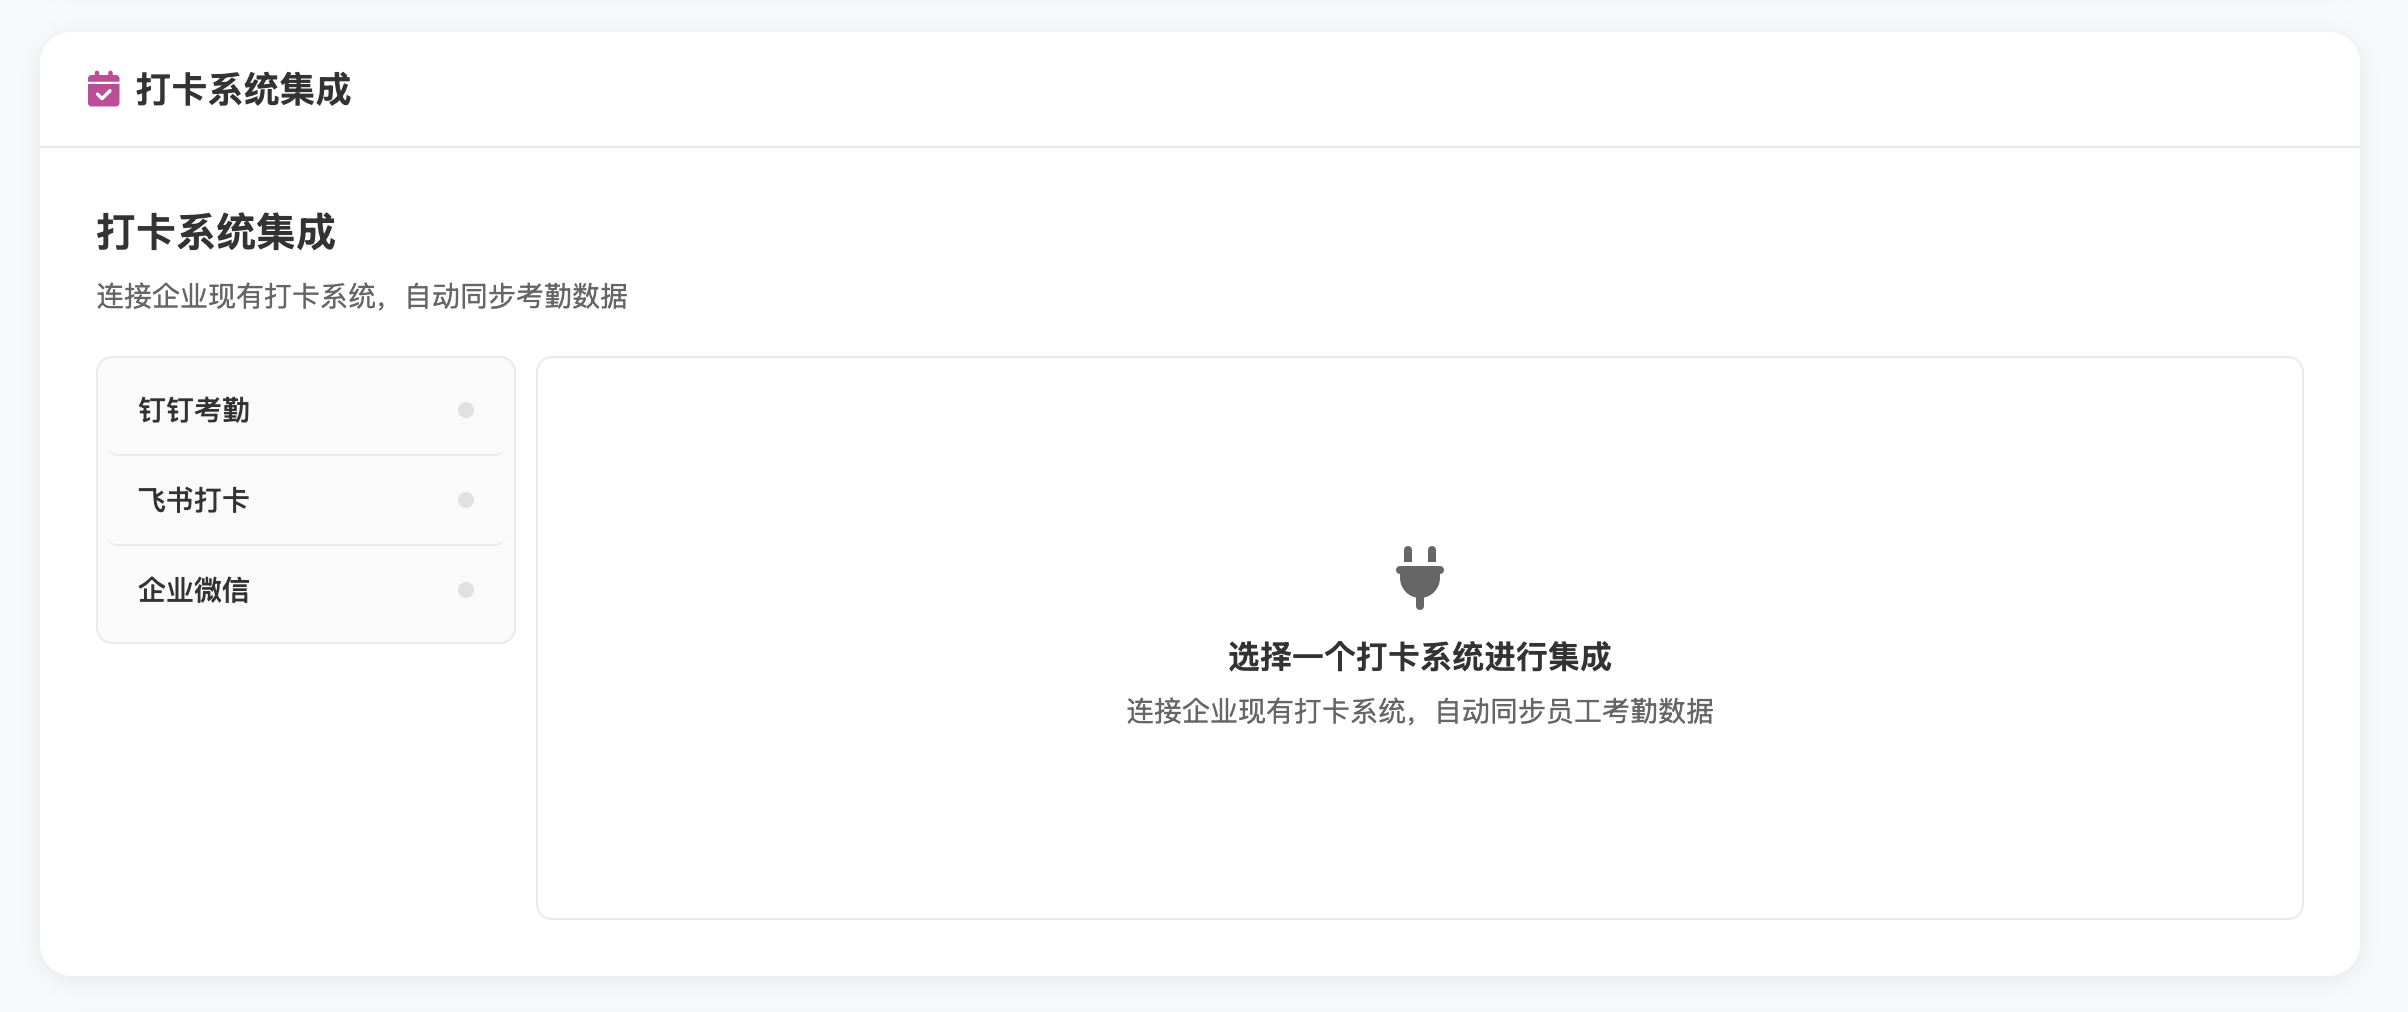 打卡系统集成
打卡系统集成
连接企业现有打卡系统，自动同步考勤数据
钉钉考勤
飞书打卡
企业微信
选择一个打卡系统进行集成
连接企业现有打卡系统，自动同步员工考勤数据